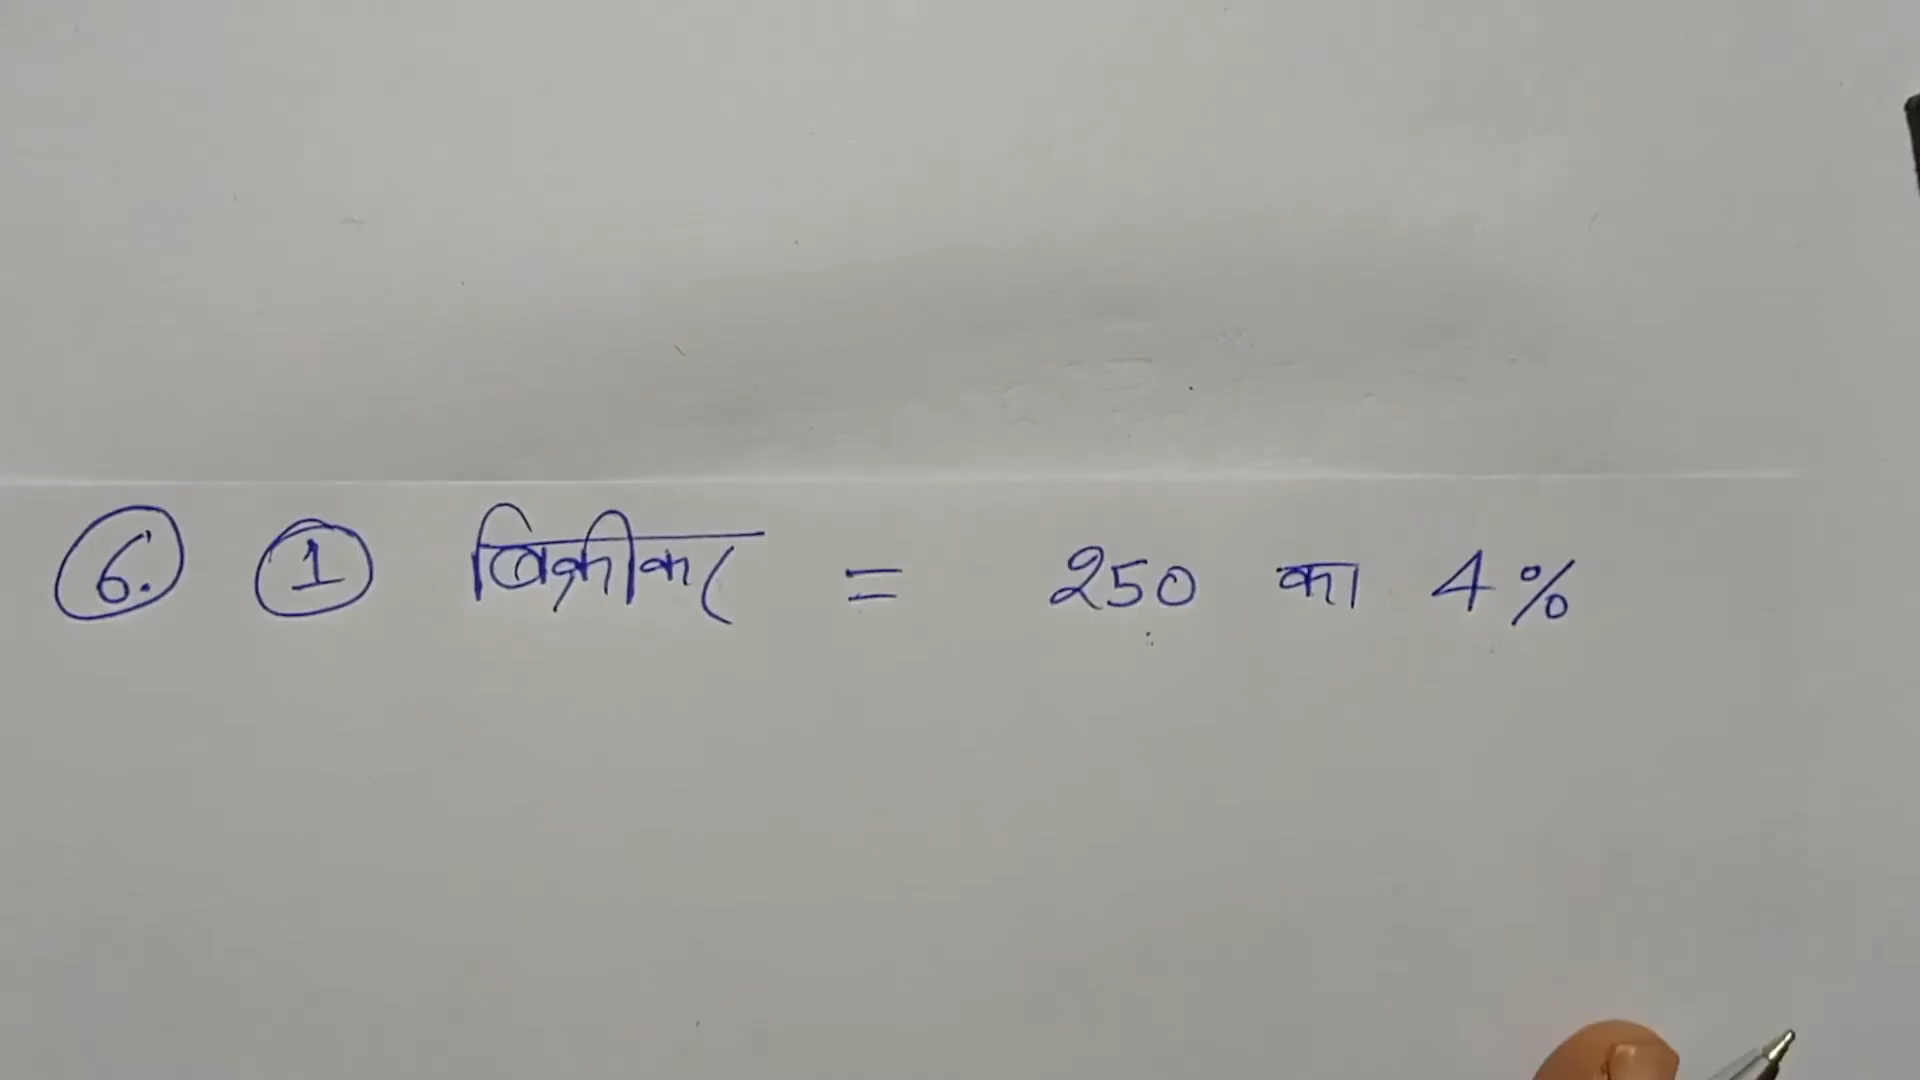 6. 1 बिक्रीकर = 250 का 4%